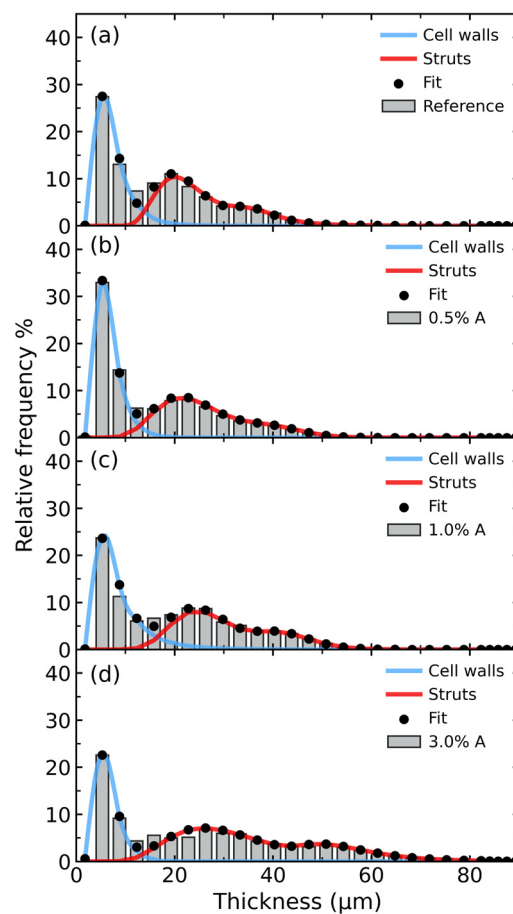 Relative frequency %
(a)
Cell walls
Struts
Fit
Reference
40
30
20
10
0
(b)
Cell walls
Struts
Fit
0.5% A
40
30
20
10
0
(c)
Cell walls
Struts
Fit
1.0% A
40
30
20
10
0
(d)
Cell walls
Struts
Fit
3.0% A
40
30
20
10
0
0 20 40 60 80
Thickness (μm)